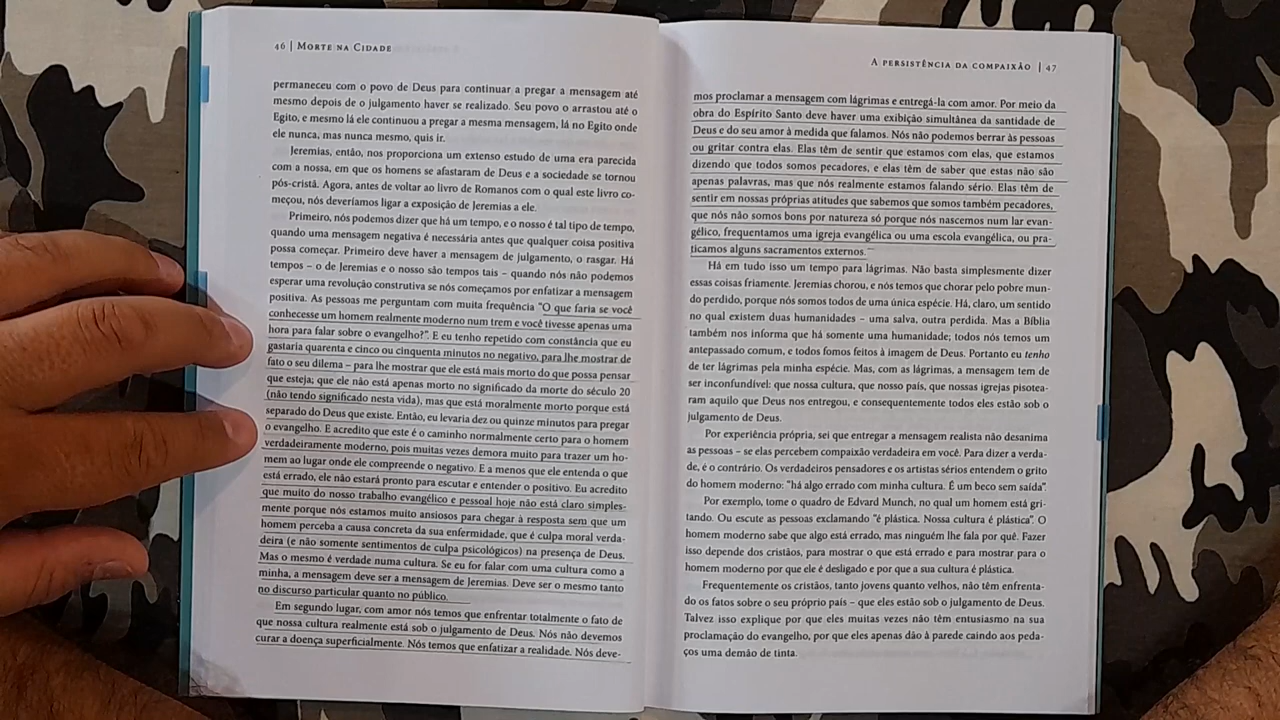 46 | Morte na Cidade
permaneceu com o povo de Deus para continuar a pregar a mensagem até
mesmo depois de o julgamento haver se realizado. Seu povo o arrastou até o
Egito, e mesmo lá ele continuou a pregar a mesma mensagem, lá no Egito onde
ele nunca, mas nunca mesmo, quis ir.
Jeremias, então, nos proporciona um extenso estudo de uma era parecida
com a nossa, em que os homens se afastaram de Deus e a sociedade se tornou
pós-cristã. Agora, antes de voltar ao livro de Romanos com o qual este livro co-
meçou, nós deveríamos ligar a exposição de Jeremias a ele.
Primeiro, nós podemos dizer que há um tempo, e o nosso é tal tipo de tempo,
quando uma mensagem negativa é necessária antes que qualquer coisa positiva
possa começar. Primeiro deve haver a mensagem de julgamento, o rasgar. Há
tempos – o de Jeremias e o nosso são tempos tais – quando nós não podemos
esperar uma revolução construtiva se nós começamos por enfatizar a mensagem
positiva. As pessoas me perguntam com muita frequência “O que faria se você
conhecesse um homem realmente moderno num trem e você tivesse apenas uma
hora para falar sobre o evangelho?”. E eu tenho repetido com constância que eu
gastaria quarenta e cinco ou cinquenta minutos no negativo, para lhe mostrar de
fato o seu dilema – para lhe mostrar que ele está mais morto do que possa pensar
que esteja; que ele não está apenas morto no significado da morte do século 20
(não tendo significado nesta vida), mas que está moralmente morto porque está
separado do Deus que existe. Então, eu levaria dez ou quinze minutos para pregar
o evangelho. E acredito que este é o caminho normalmente certo para o homem
verdadeiramente moderno, pois muitas vezes demora muito para trazer um ho-
mem ao lugar onde ele compreende o negativo. E a menos que ele entenda o que
está errado, ele não estará pronto para escutar e entender o positivo. Eu acredito
que muito do nosso trabalho evangélico e pessoal hoje não está claro simples-
mente porque nós estamos muito ansiosos para chegar à resposta sem que um
homem perceba a causa concreta da sua enfermidade, que é culpa moral verda-
deira (e não somente sentimentos de culpa psicológicos) na presença de Deus.
Mas o mesmo é verdade numa cultura. Se eu for falar com uma cultura como a
minha, a mensagem deve ser a mensagem de Jeremias. Deve ser o mesmo tanto
no discurso particular quanto no público.
Em segundo lugar, com amor nós temos que enfrentar totalmente o fato de
que nossa cultura realmente está sob o julgamento de Deus. Nós não devemos
curar a doença superficialmente. Nós temos que enfatizar a realidade. Nós deve-
A persistência da compaixão | 47
mos proclamar a mensagem com lágrimas e entregá-la com amor. Por meio da
obra do Espírito Santo deve haver uma exibição simultânea da santidade de
Deus e do seu amor à medida que falamos. Nós não podemos berrar às pessoas
ou gritar contra elas. Elas têm de sentir que estamos com elas, que estamos
dizendo que todos somos pecadores, e elas têm de saber que estas não são
apenas palavras, mas que nós realmente estamos falando sério. Elas têm de
sentir em nossas próprias atitudes que sabemos que somos também pecadores,
que nós não somos bons por natureza só porque nós nascemos num lar evan-
gélico, frequentamos uma igreja evangélica ou uma escola evangélica, ou pra-
ticamos alguns sacramentos externos.
Há em tudo isso um tempo para lágrimas. Não basta simplesmente dizer
essas coisas friamente. Jeremias chorou, e nós temos que chorar pelo pobre mun-
do perdido, porque nós somos todos de uma única espécie. Há, claro, um sentido
no qual existem duas humanidades – uma salva, outra perdida. Mas a Bíblia
também nos informa que há somente uma humanidade; todos nós temos um
antepassado comum, e todos fomos feitos à imagem de Deus. Portanto eu tenho
de ter lágrimas pela minha espécie. Mas, com as lágrimas, a mensagem tem de
ser inconfundível: que nossa cultura, que nosso país, que nossas igrejas pisotea-
ram aquilo que Deus nos entregou, e consequentemente todos eles estão sob o
julgamento de Deus.
Por experiência própria, sei que entregar a mensagem realista não desanima
as pessoas – se elas percebem compaixão verdadeira em você. Para dizer a verda-
de, é o contrário. Os verdadeiros pensadores e os artistas sérios entendem o grito
do homem moderno: “há algo errado com minha cultura. É um beco sem saída”.
Por exemplo, tome o quadro de Edvard Munch, no qual um homem está gri-
tando. Ou escute as pessoas exclamando “é plástica. Nossa cultura é plástica”. O
homem moderno sabe que algo está errado, mas ninguém lhe fala por quê. Fazer
isso depende dos cristãos, para mostrar o que está errado e para mostrar para o
homem moderno por que ele é desligado e por que a sua cultura é plástica.
Frequentemente os cristãos, tanto jovens quanto velhos, não têm enfrenta-
do os fatos sobre o seu próprio país – que eles estão sob o julgamento de Deus.
Talvez isso explique por que eles muitas vezes não têm entusiasmo na sua
proclamação do evangelho, por que eles apenas dão à parede caindo aos peda-
ços uma demão de tinta.